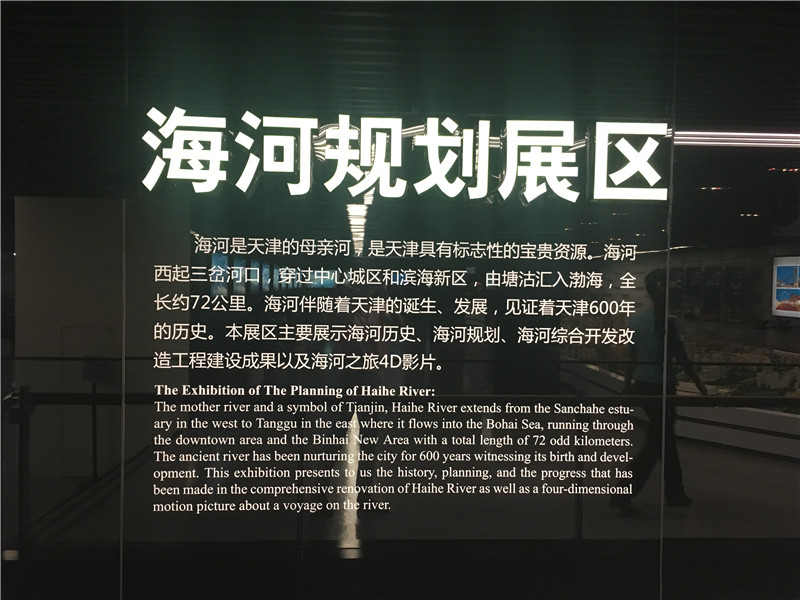 海河规划展区
海河是天津的母亲河，是天津具有标志性的宝贵资源。海河
西起三岔河口，穿过中心城区和滨海新区，由塘沽汇入渤海，全
长约72公里。海河伴随着天津的诞生、发展，见证着天津600年
的历史。本展区主要展示海河历史、海河规划、海河综合开发改
造工程建设成果以及海河之旅4D影片。
The Exhibition of The Planning of Haihe River:
The mother river and a symbol of Tianjin, Haihe River extends from the Sanchahe estu-
ary in the west to Tanggu in the east where it flows into the Bohai Sea, running through
the downtown area and the Binhai New Area with a total length of 72 odd kilometers.
The ancient river has been nurturing the city for 600 years witnessing its birth and devel-
opment. This exhibition presents to us the history, planning, and the progress that has
been made in the comprehensive renovation of Haihe River as well as a four-dimensional
motion picture about a voyage on the river.